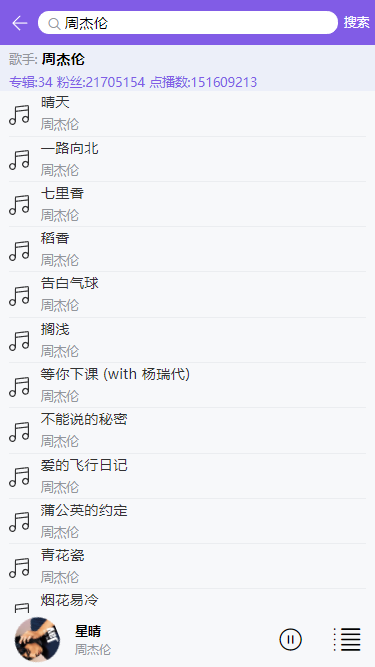 周杰伦 搜索
歌手: 周杰伦
专辑:34 粉丝:21705154 点播数:151609213
晴天
周杰伦
一路向北
周杰伦
七里香
周杰伦
稻香
周杰伦
告白气球
周杰伦
搁浅
周杰伦
等你下课 (with 杨瑞代)
周杰伦
不能说的秘密
周杰伦
爱的飞行日记
周杰伦
蒲公英的约定
周杰伦
青花瓷
周杰伦
烟花易冷
星晴
周杰伦